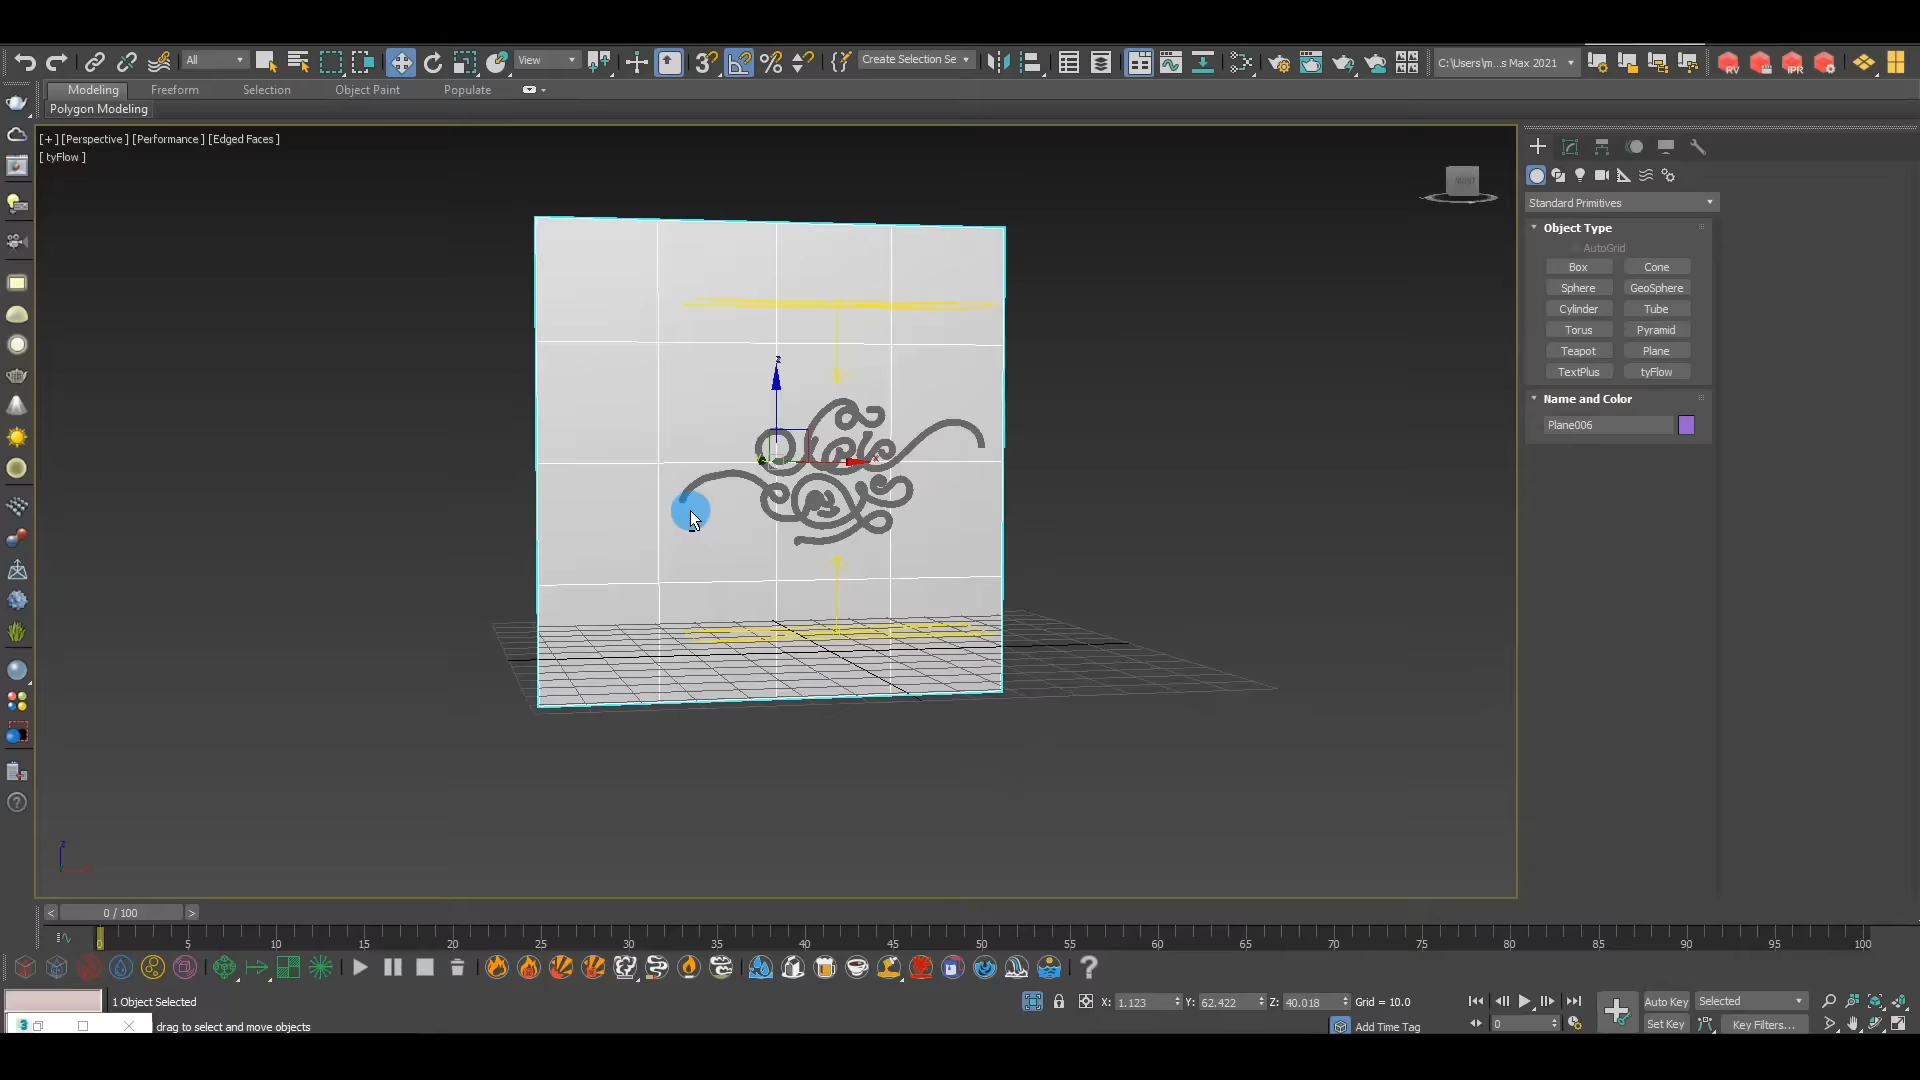 All View Create Selection Se C:\Users\m...s Max 2021 RV IPR
Modeling Freeform Selection Object Paint Populate
Polygon Modeling
[+] [Perspective] [Performance] [Edged Faces]
[ tyFlow ]
Standard Primitives
Object Type
AutoGrid
Box Cone
Sphere GeoSphere
Cylinder Tube
Torus Pyramid
Teapot Plane
TextPlus tyFlow
Name and Color
Plane006
z
x
z
< 0 / 100 >
0 5 10 15 20 25 30 35 40 45 50 55 60 65 70 75 80 85 90 95 100
1 Object Selected X: 1.123 Y: 62.422 Z: 40.018 Grid = 10.0 Auto Key Selected
3 drag to select and move objects Add Time Tag 0 Set Key Key Filters...